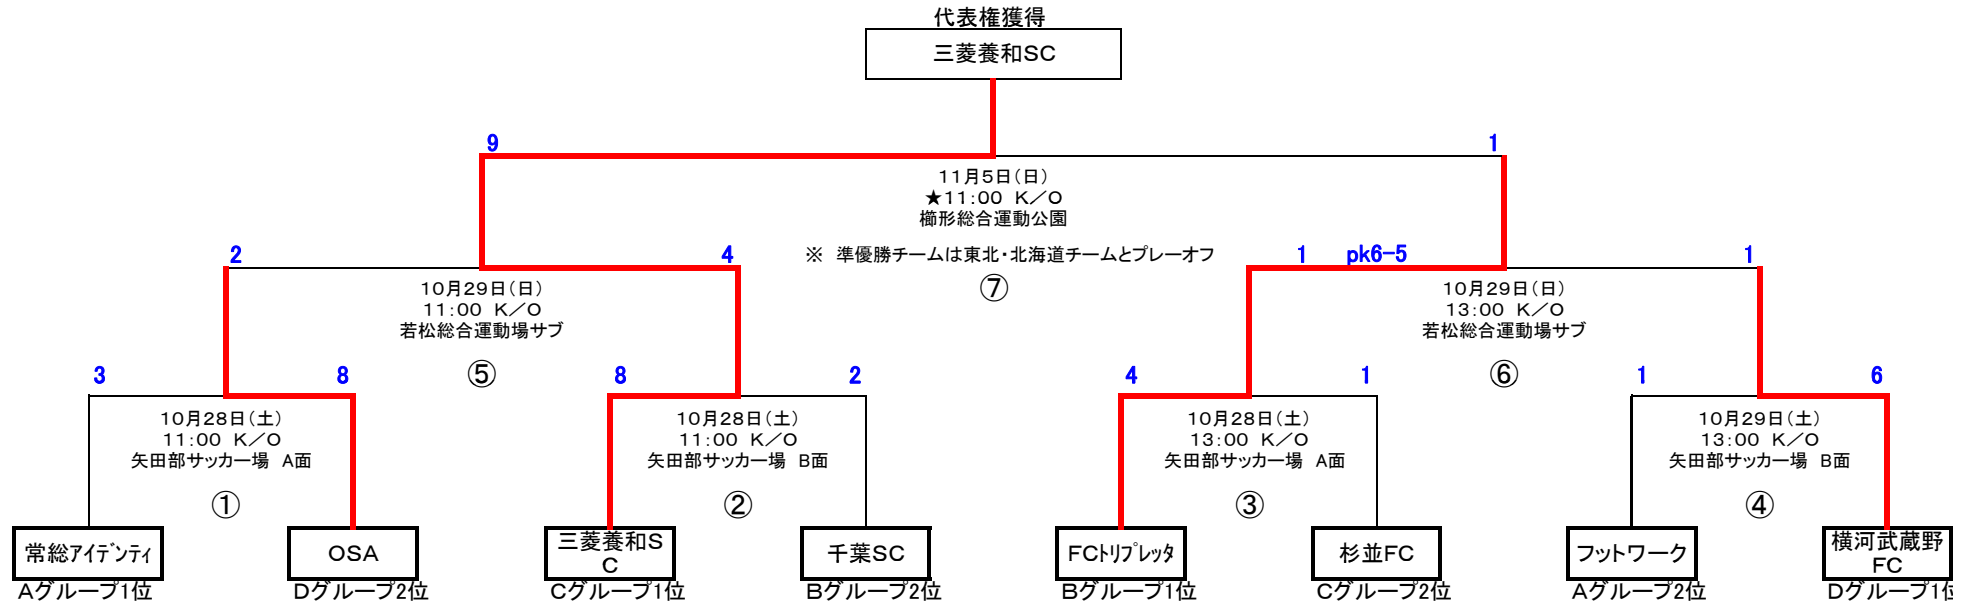 代表権獲得
三菱養和SC
9
1
11月5日(日)
★11:00 K/O
櫛形総合運動公園
2
4
※ 準優勝チームは東北・北海道チームとプレーオフ
1 pk6-5
1
⑦
10月29日(日)
11:00 K/O
若松総合運動場サブ
⑤
10月29日(日)
13:00 K/O
若松総合運動場サブ
⑥
3
8
8
2
4
1
1
6
10月28日(土)
11:00 K/O
矢田部サッカー場 A面
①
10月28日(土)
11:00 K/O
矢田部サッカー場 B面
②
10月28日(土)
13:00 K/O
矢田部サッカー場 A面
③
10月29日(土)
13:00 K/O
矢田部サッカー場 B面
④
常総アイデンティ
OSA
三菱養和S
C
千葉SC
FCトリプレッタ
杉並FC
フットワーク
横河武蔵野
FC
Aグループ1位
Dグループ2位
Cグループ1位
Bグループ2位
Bグループ1位
Cグループ2位
Aグループ2位
Dグループ1位